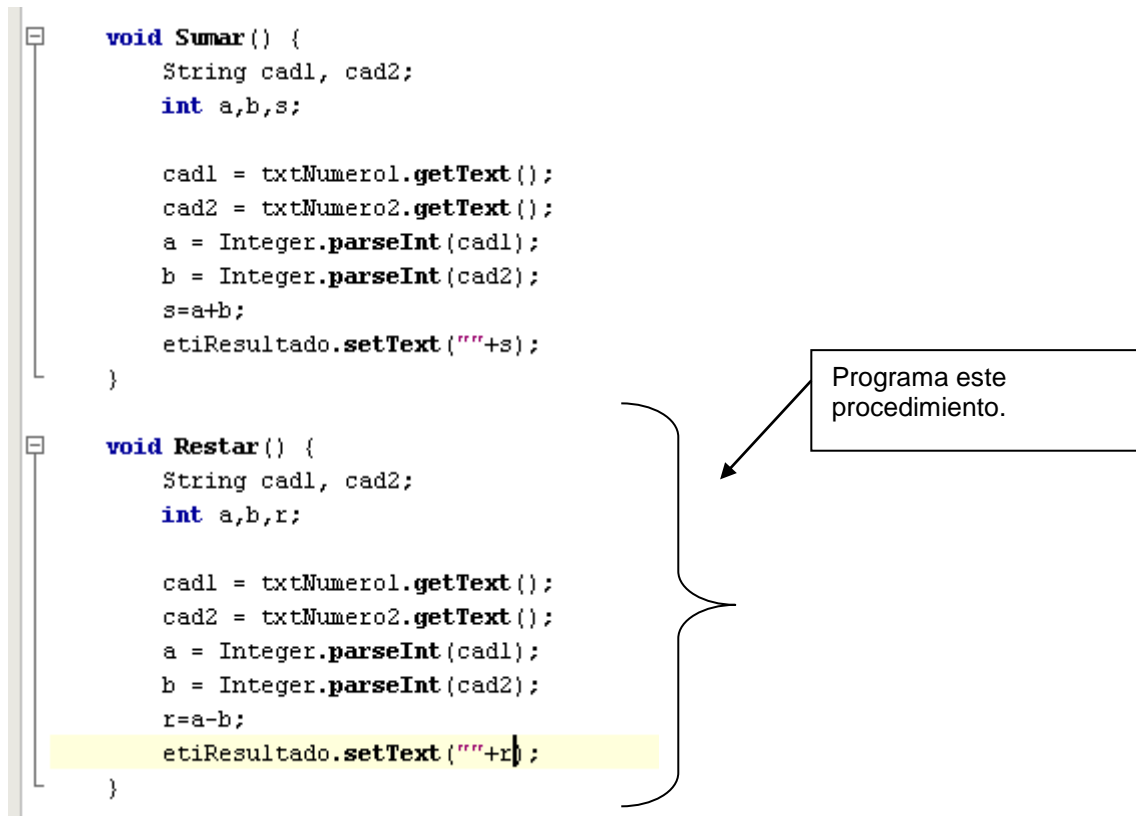 void Sumar() {
String cad1, cad2;
int a,b,s;
cad1 = txtNumero1.getText();
cad2 = txtNumero2.getText();
a = Integer.parseInt(cad1);
b = Integer.parseInt(cad2);
s=a+b;
etiResultado.setText(""+s);
}
Programa este
procedimiento.
void Restar() {
String cad1, cad2;
int a,b,r;
cad1 = txtNumero1.getText();
cad2 = txtNumero2.getText();
a = Integer.parseInt(cad1);
b = Integer.parseInt(cad2);
r=a-b;
etiResultado.setText(""+r);
}